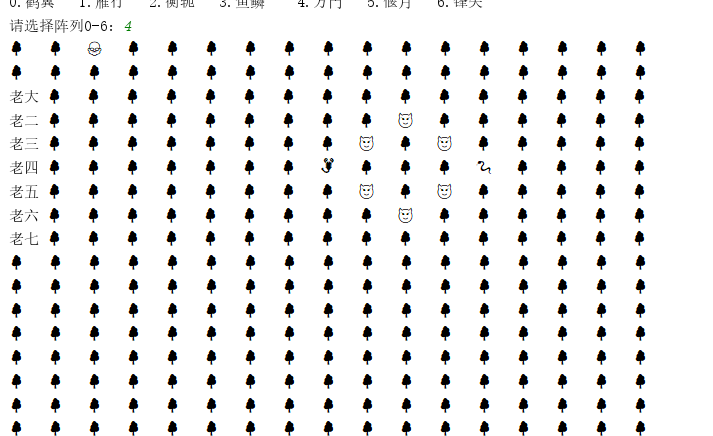 0.鹤翼 1.雁行 2.衡轭 3.鱼鳞 4.方门 5.偃月 6.锋矢
请选择阵列0-6：4
老大
老二
老三
老四
老五
老六
老七